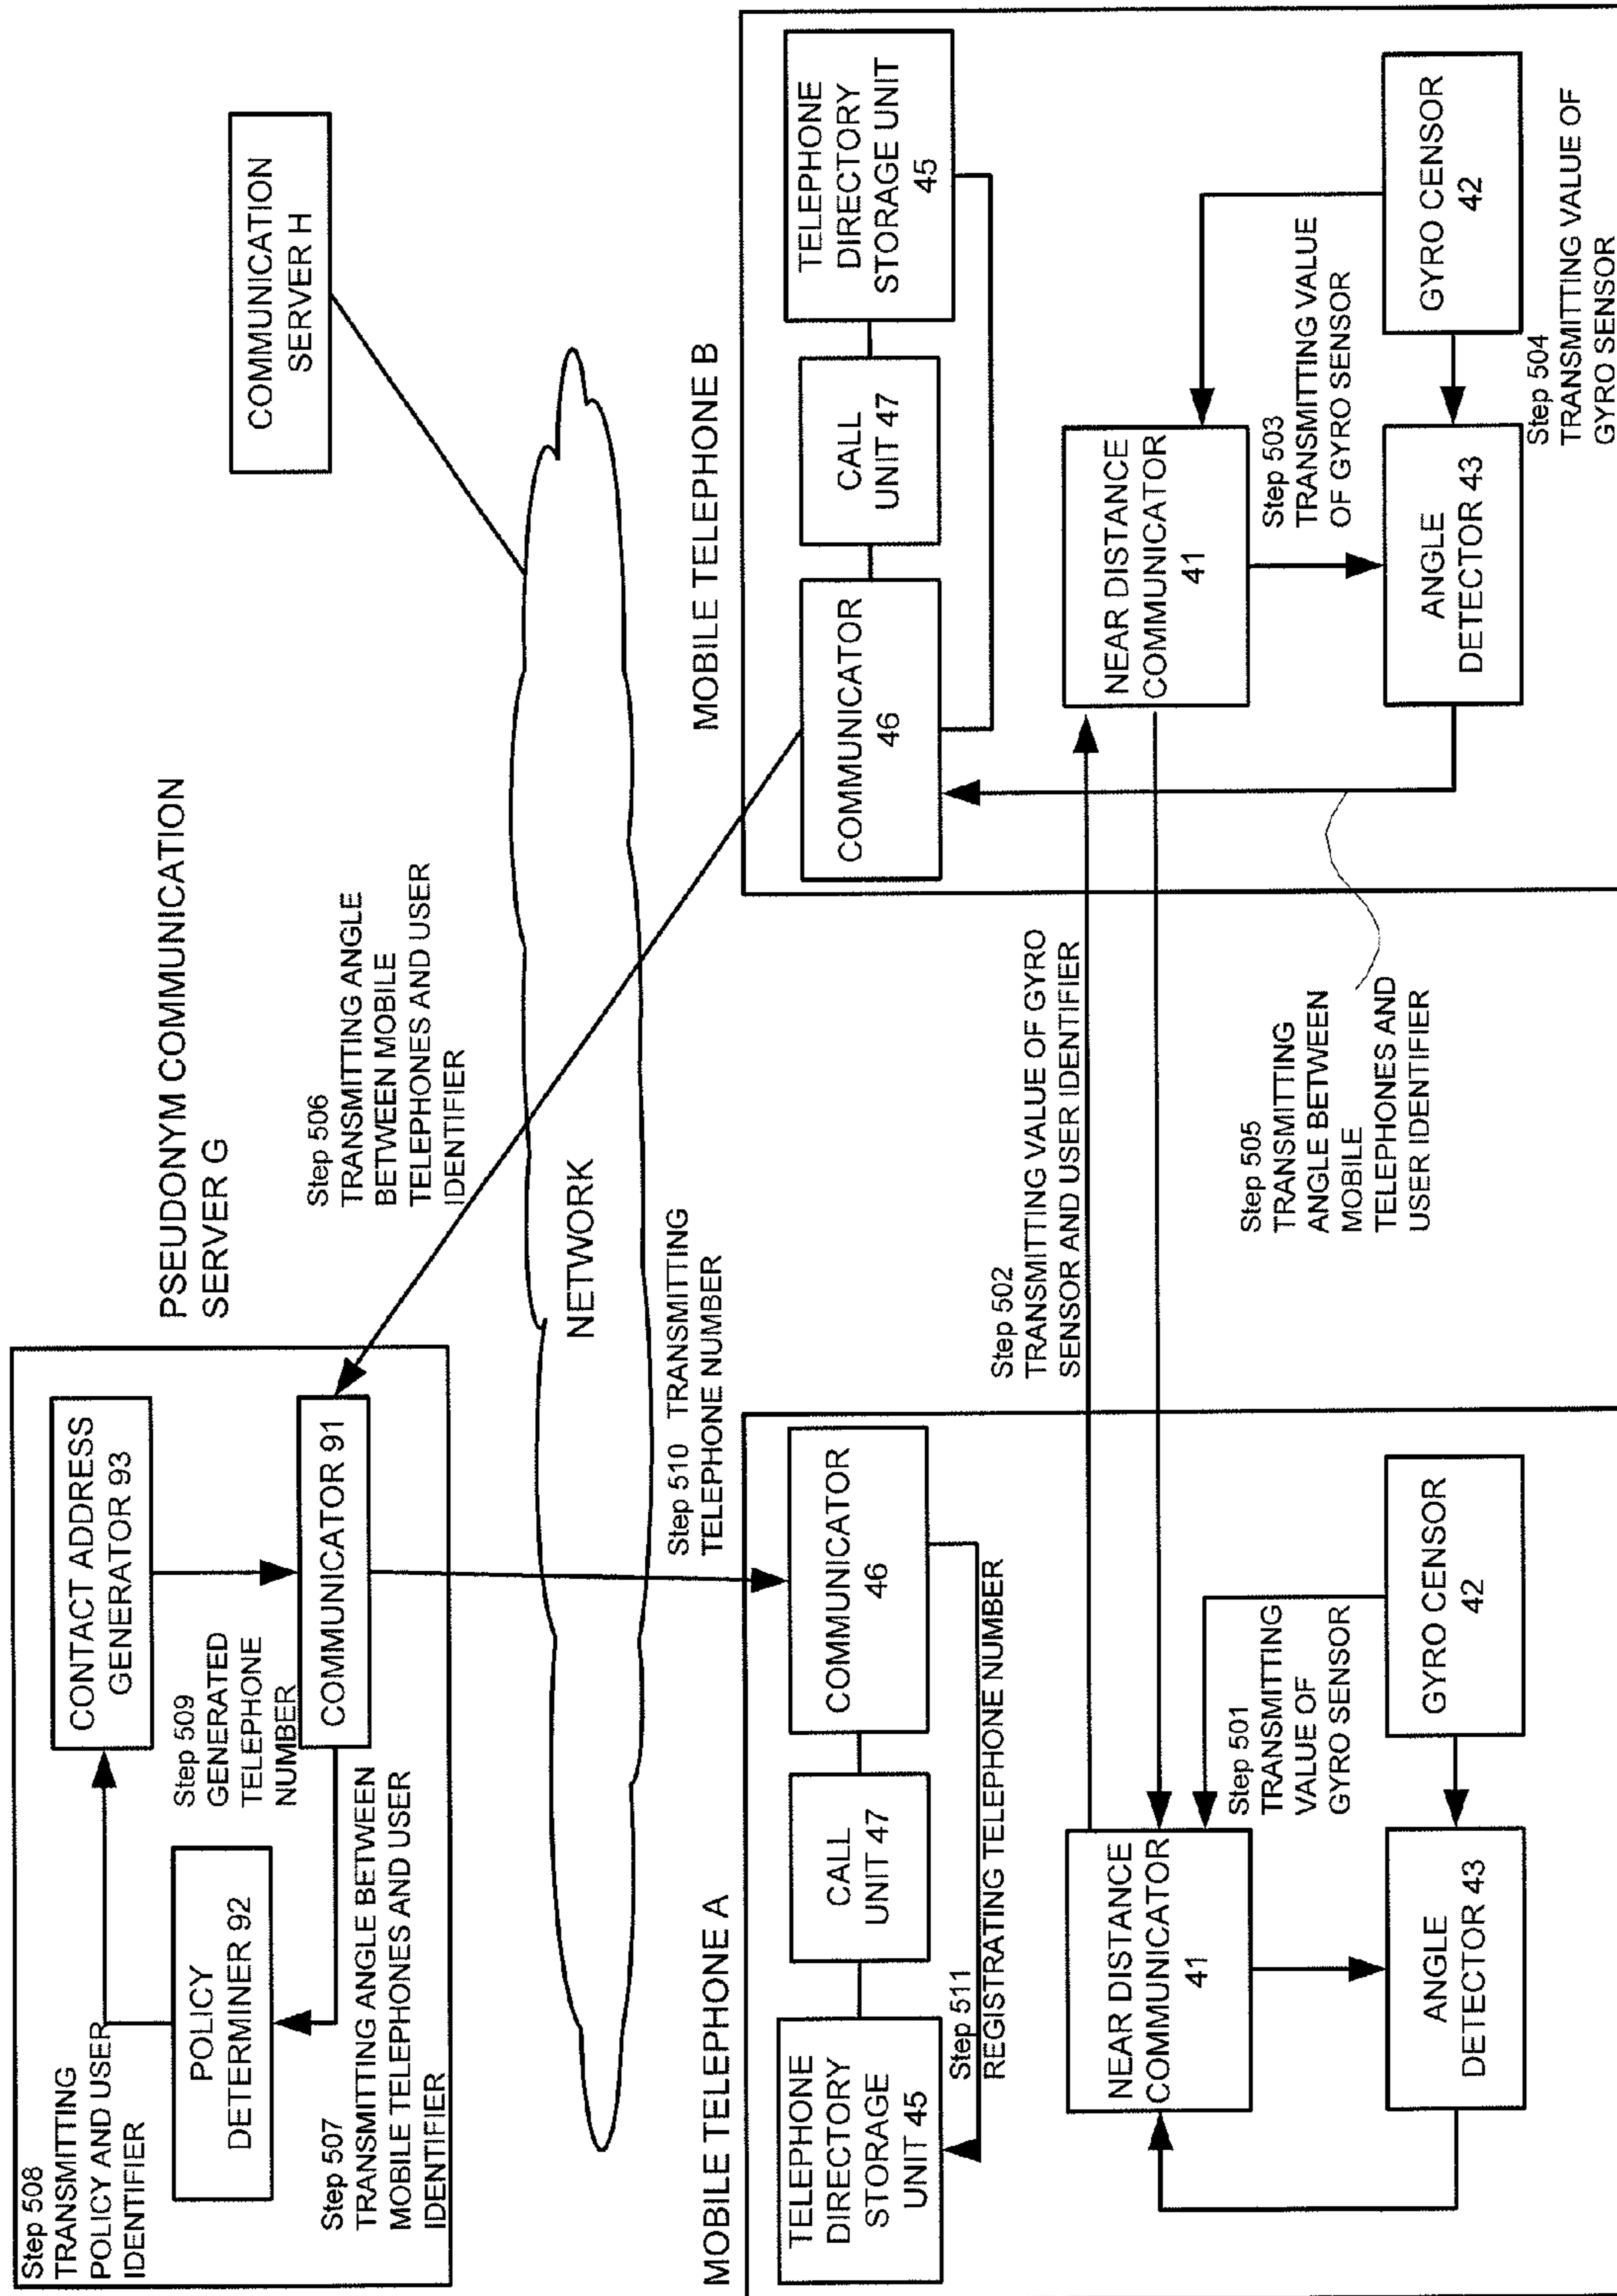 Step 508
TRANSMITTING
POLICY AND USER
IDENTIFIER
POLICY
DETERMINER 92
CONTACT ADDRESS
GENERATOR 93
Step 509
GENERATED
TELEPHONE
NUMBER
COMMUNICATOR 91
Step 507
TRANSMITTING ANGLE BETWEEN
MOBILE TELEPHONES AND USER
IDENTIFIER
PSEUDONYM COMMUNICATION
SERVER G
Step 506
TRANSMITTING ANGLE
BETWEEN MOBILE
TELEPHONES AND USER
IDENTIFIER
COMMUNICATION
SERVER H
NETWORK
Step 510 TRANSMITTING
TELEPHONE NUMBER
MOBILE TELEPHONE A
TELEPHONE
DIRECTORY
STORAGE
UNIT 45
CALL
UNIT 47
COMMUNICATOR
46
Step 511
REGISTRATING TELEPHONE NUMBER
NEAR DISTANCE
COMMUNICATOR
41
Step 501
TRANSMITTING
VALUE OF
GYRO SENSOR
ANGLE
DETECTOR 43
GYRO CENSOR
42
Step 502
TRANSMITTING VALUE OF GYRO
SENSOR AND USER IDENTIFIER
Step 505
TRANSMITTING
ANGLE BETWEEN
MOBILE
TELEPHONES AND
USER IDENTIFIER
MOBILE TELEPHONE B
COMMUNICATOR
46
CALL
UNIT 47
TELEPHONE
DIRECTORY
STORAGE UNIT
45
NEAR DISTANCE
COMMUNICATOR
41
Step 503
TRANSMITTING VALUE
OF GYRO SENSOR
ANGLE
DETECTOR 43
GYRO CENSOR
42
Step 504
TRANSMITTING VALUE OF
GYRO SENSOR